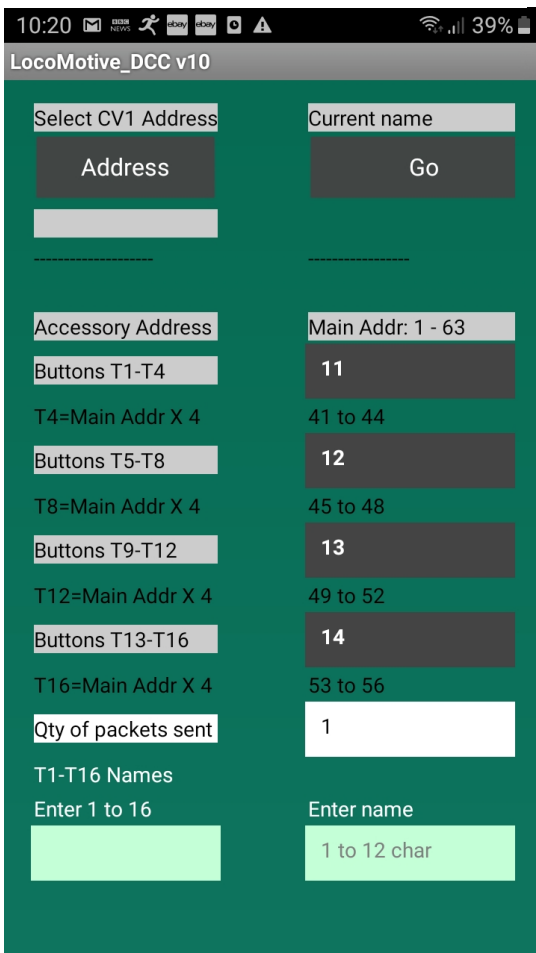 10:20 BBC NEWS ebay ebay 39%
LocoMotive_DCC v10
Select CV1 Address Current name
Address Go
-------------------- -----------------
Accessory Address Main Addr: 1 - 63
Buttons T1-T4 11
T4=Main Addr X 4 41 to 44
Buttons T5-T8 12
T8=Main Addr X 4 45 to 48
Buttons T9-T12 13
T12=Main Addr X 4 49 to 52
Buttons T13-T16 14
T16=Main Addr X 4 53 to 56
Qty of packets sent 1
T1-T16 Names
Enter 1 to 16 Enter name
1 to 12 char